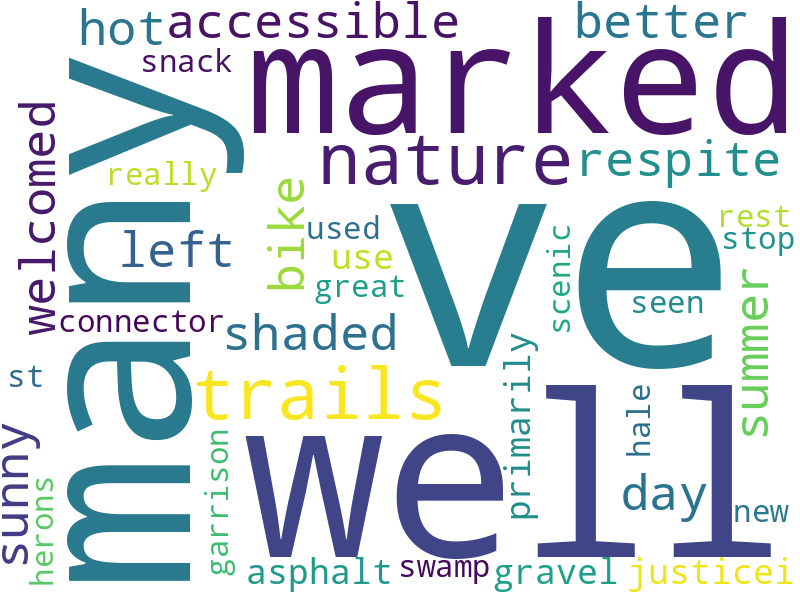 hot
accessible
better
snack
marked
many
nature
respite
really
welcomed
bike
used
rest
left
use
scenic
stop
great
ve
seen
connector
shaded
summer
st
trails
primarily
hale
sunny
well
day
herons
garrison
new
asphalt
swamp
gravel
justicei